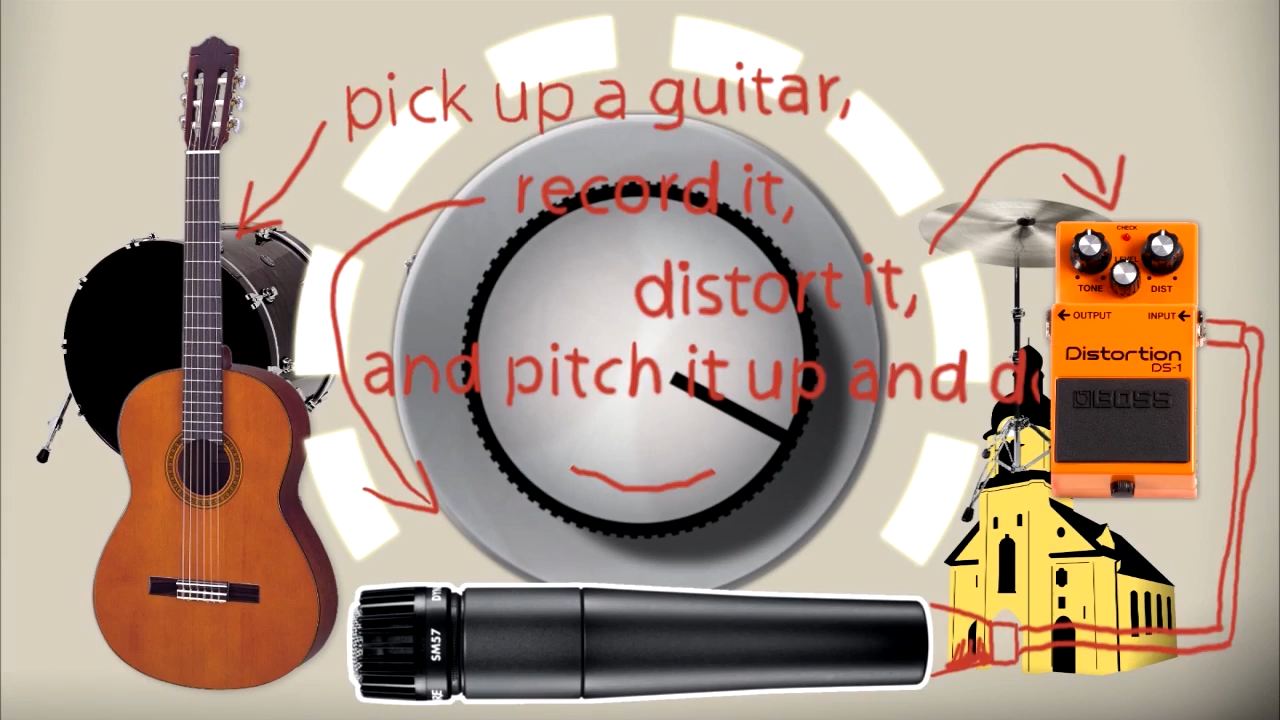 pick up a guitar,
record it,
distort it,
and pitch it up and
CHECK
LEVEL
TONE DIST
OUTPUT INPUT
Distortion
DS-1
BOSS
SM57